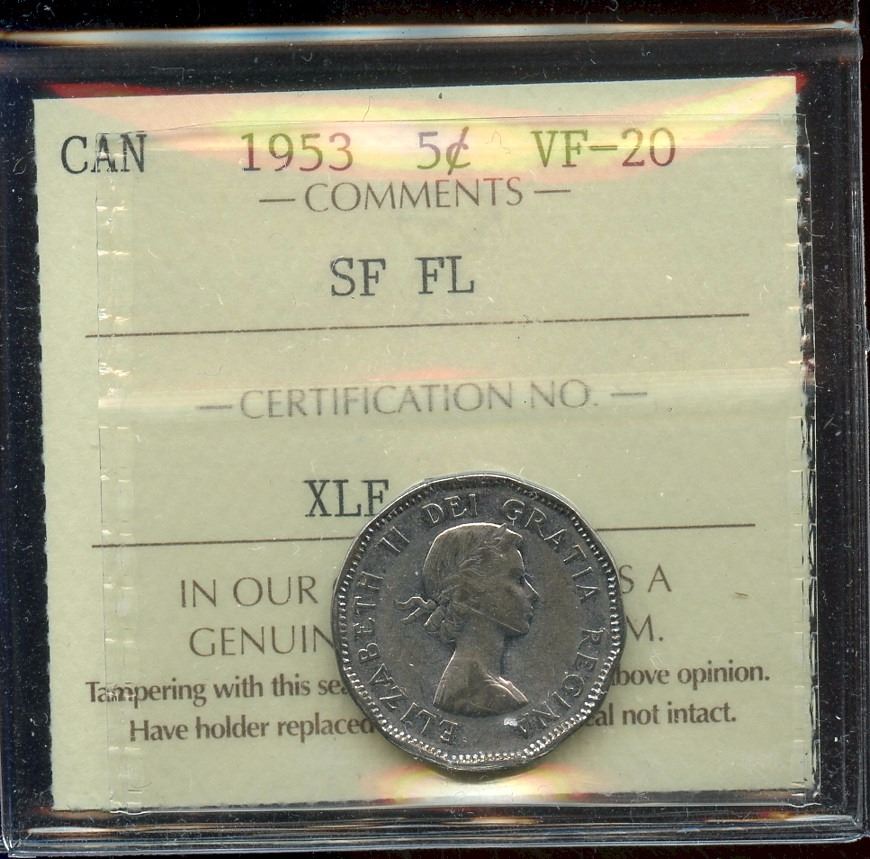 CAN 1953 5¢ VF-20
— COMMENTS —
SF FL
— CERTIFICATION NO. —
XLF
ELIZABETH II DEI GRATIA REGINA
IN OUR S A
GENUIN M.
Tampering with this sea bove opinion.
Have holder replaced eal not intact.